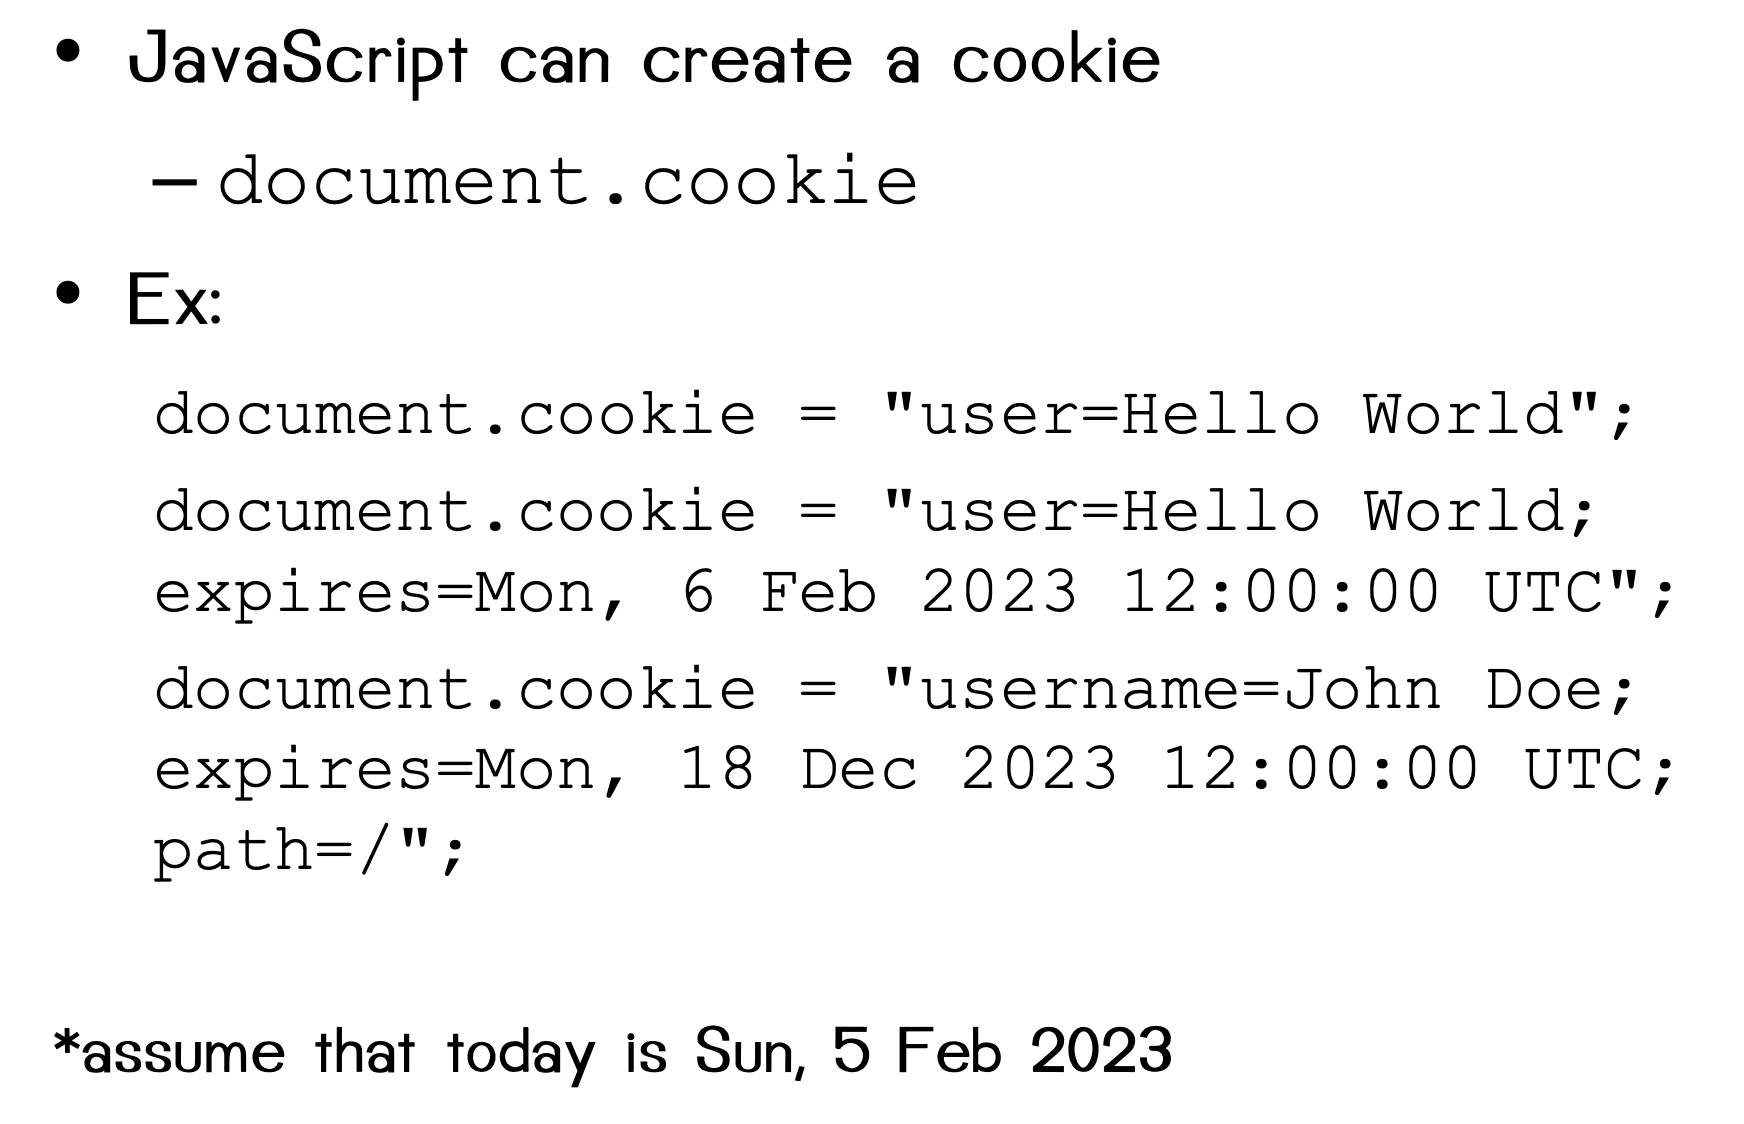 • JavaScript can create a cookie
– document.cookie
• Ex:
document.cookie = "user=Hello World";
document.cookie = "user=Hello World;
expires=Mon, 6 Feb 2023 12:00:00 UTC";
document.cookie = "username=John Doe;
expires=Mon, 18 Dec 2023 12:00:00 UTC;
path=/";
*assume that today is Sun, 5 Feb 2023